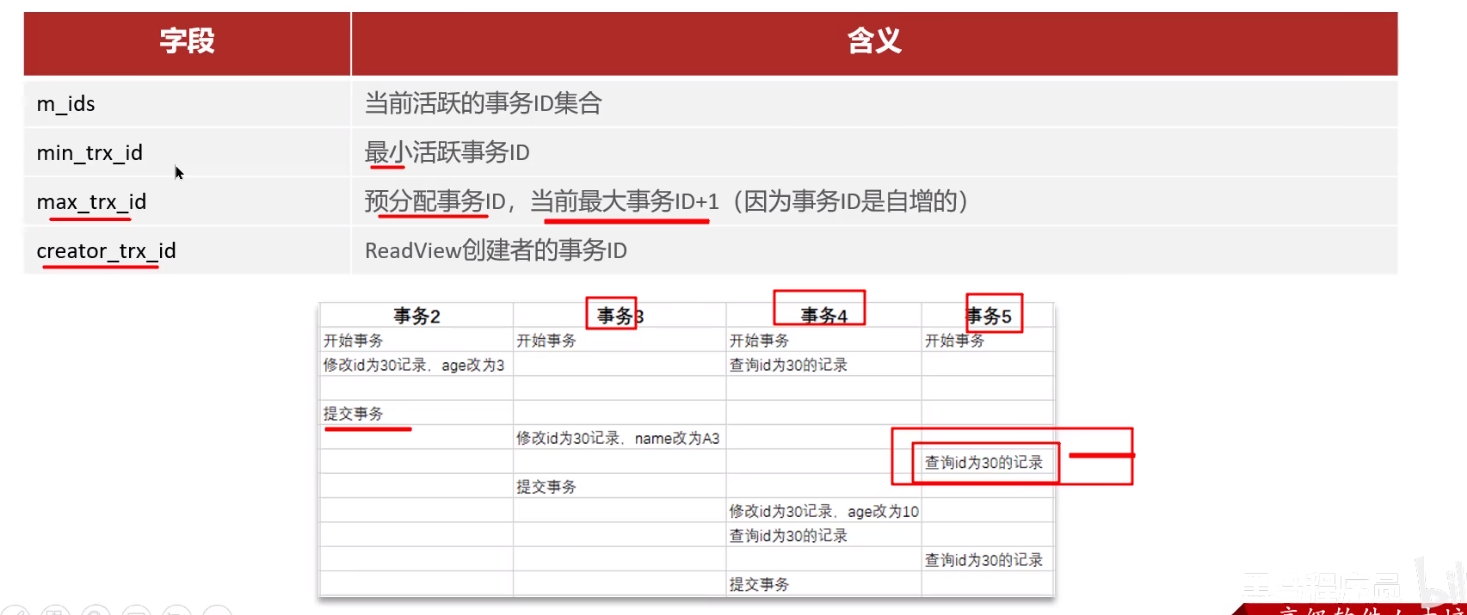 字段 含义
m_ids 当前活跃的事务ID集合
min_trx_id 最小活跃事务ID
max_trx_id 预分配事务ID，当前最大事务ID+1（因为事务ID是自增的）
creator_trx_id ReadView创建者的事务ID
事务2 事务3 事务4 事务5
开始事务 开始事务 开始事务 开始事务
修改id为30记录，age改为3 查询id为30的记录
提交事务
修改id为30记录，name改为A3
查询id为30的记录
提交事务
修改id为30记录，age改为10
查询id为30的记录
查询id为30的记录
提交事务